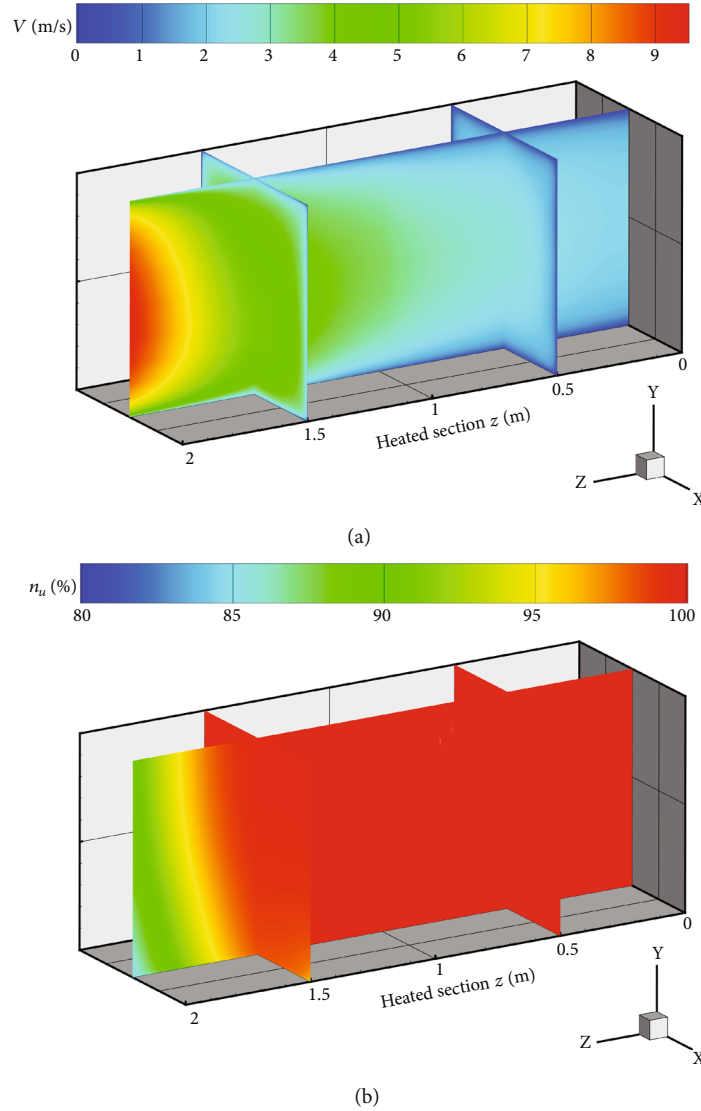 V (m/s)
0 1 2 3 4 5 6 7 8 9
0
0.5
1
1.5
2
Heated section z (m)
Y
Z
X
(a)
n_u (%)
80 85 90 95 100
0
0.5
1
1.5
2
Heated section z (m)
Y
Z
X
(b)